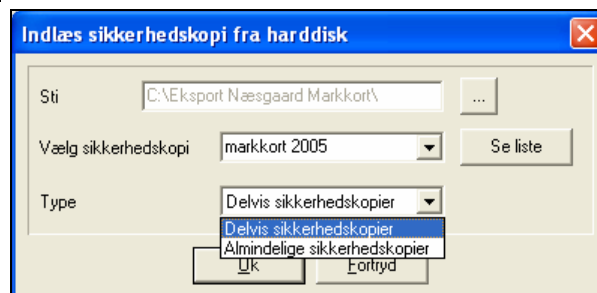 Indlæs sikkerhedskopi fra harddisk
Sti C:\Eksport Næsgaard Markkort\ ...
Vælg sikkerhedskopi markkort 2005 Se liste
Type Delvis sikkerhedskopier
Delvis sikkerhedskopier
Almindelige sikkerhedskopier
Ok Fortryd